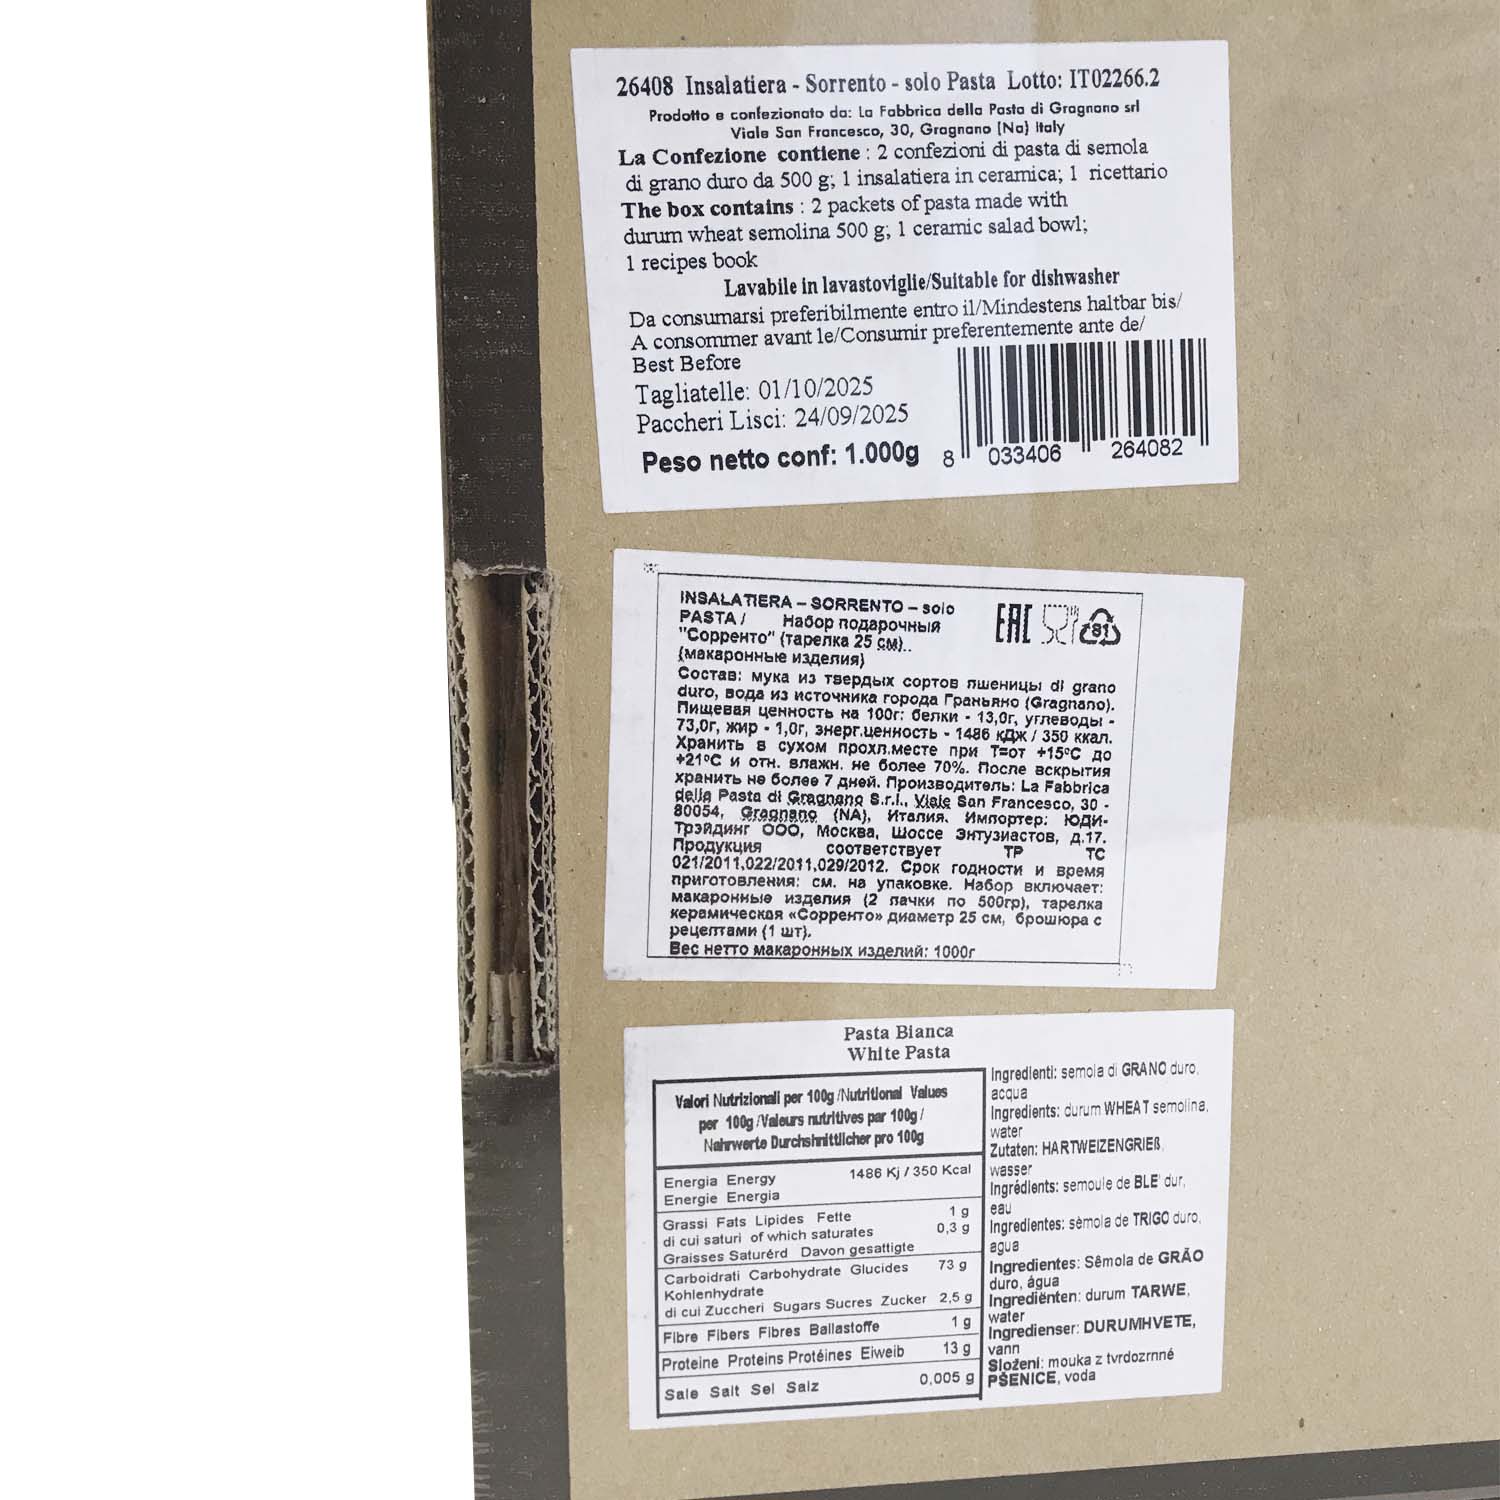 26408 Insalatiera - Sorrento - solo Pasta Lotto: IT02266.2
Prodotto e confezionato da: La Fabbrica della Pasta di Gragnano srl
Viale San Francesco, 30, Gragnano (Na) Italy
La Confezione contiene : 2 confezioni di pasta di semola
di grano duro da 500 g; 1 insalatiera in ceramica; 1 ricettario
The box contains : 2 packets of pasta made with
durum wheat semolina 500 g; 1 ceramic salad bowl;
1 recipes book
Lavabile in lavastoviglie/Suitable for dishwasher
Da consumarsi preferibilmente entro il/Mindestens haltbar bis/
A consommer avant le/Consumir preferentemente ante de/
Best Before
Tagliatelle: 01/10/2025
Paccheri Lisci: 24/09/2025
Peso netto conf: 1.000g
8 033406 264082
INSALATIERA – SORRENTO – solo
PASTA / Набор подарочный
"Сорренто" (тарелка 25 см)..
(макаронные изделия)
EAC
81
Состав: мука из твердых сортов пшеницы di grano
duro, вода из источника города Граньяно (Gragnano).
Пищевая ценность на 100г: белки - 13,0г, углеводы -
73,0г, жир - 1,0г, энерг.ценность - 1486 кДж / 350 ккал.
Хранить в сухом прохл.месте при Т=от +15°С до
+21°С и отн. влажн. не более 70%. После вскрытия
хранить не более 7 дней. Производитель: La Fabbrica
della Pasta di Gragnano S.r.l., Viale San Francesco, 30 -
80054, Gragnano (NA), Италия. Импортер: ЮДИ-
Трэйдинг ООО, Москва, Шоссе Энтузиастов, д.17.
Продукция соответствует ТР ТС
021/2011,022/2011,029/2012. Срок годности и время
приготовления: см. на упаковке. Набор включает:
макаронные изделия (2 пачки по 500гр), тарелка
керамическая «Сорренто» диаметр 25 см, брошюра с
рецептами (1 шт).
Вес нетто макаронных изделий: 1000г
Pasta Bianca
White Pasta
Valori Nutrizionali per 100g /Nutritional Values
per 100g /Valeurs nutritives par 100g /
Nahrwerte Durchshnittlicher pro 100g
Energia Energy 1486 Kj / 350 Kcal
Energie Energia
Grassi Fats Lipides Fette 1 g
di cui saturi of which saturates 0,3 g
Graisses Saturérd Davon gesattigte
Carboidrati Carbohydrate Glucides 73 g
Kohlenhydrate
di cui Zuccheri Sugars Sucres Zucker 2,5 g
Fibre Fibers Fibres Ballastoffe 1 g
Proteine Proteins Protéines Eiweib 13 g
Sale Salt Sel Salz 0,005 g
Ingredienti: semola di GRANO duro,
acqua
Ingredients: durum WHEAT semolina,
water
Zutaten: HARTWEIZENGRIEß,
wasser
Ingrédients: semoule de BLE' dur,
eau
Ingredientes: sèmola de TRIGO duro,
agua
Ingredientes: Sêmola de GRÃO
duro, água
Ingrediënten: durum TARWE,
water
Ingredienser: DURUMHVETE,
vann
Složeni: mouka z tvrdozrnné
PŠENICE, voda